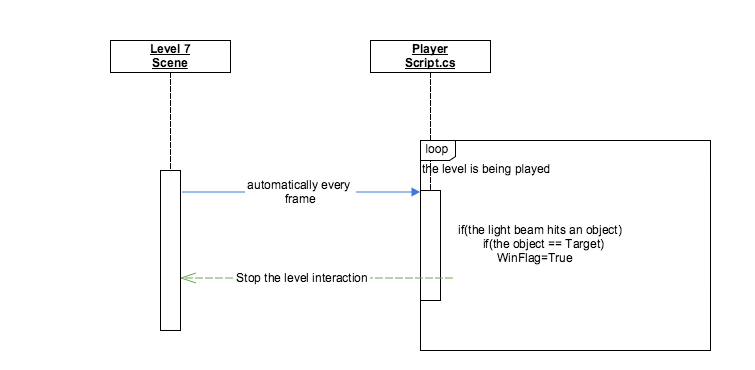 Level 7
Scene
Player
Script.cs
loop
the level is being played
automatically every
frame
if(the light beam hits an object)
if(the object == Target)
WinFlag=True
Stop the level interaction